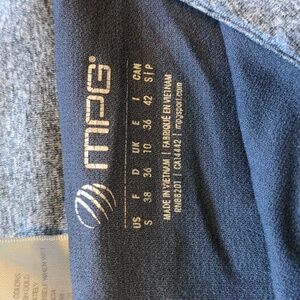 MPG®
US F D UK E I CAN
S 38 36 10 36 42 S|P
MADE IN VIETNAM | FABRIQUÉ EN VIETNAM
RN88201 | CA14442 | mpgsport.com
COLORS